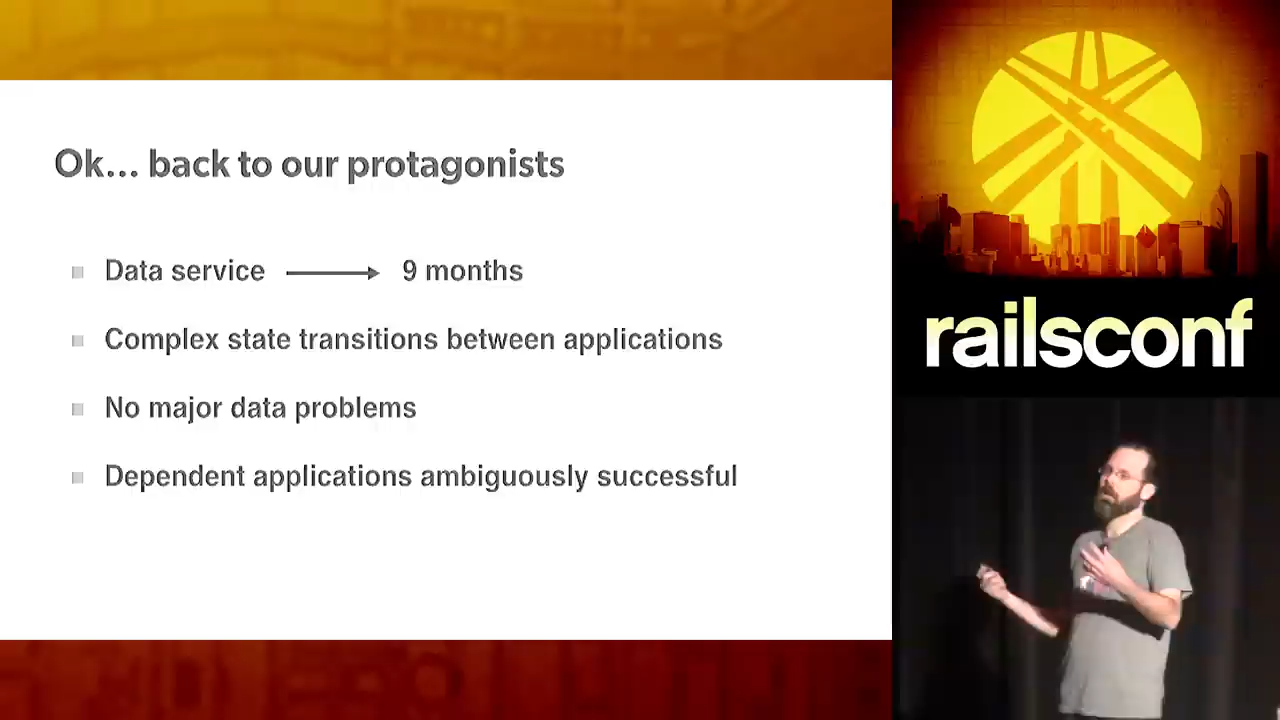 Ok... back to our protagonists
Data service → 9 months
Complex state transitions between applications
No major data problems
Dependent applications ambiguously successful
railsconf